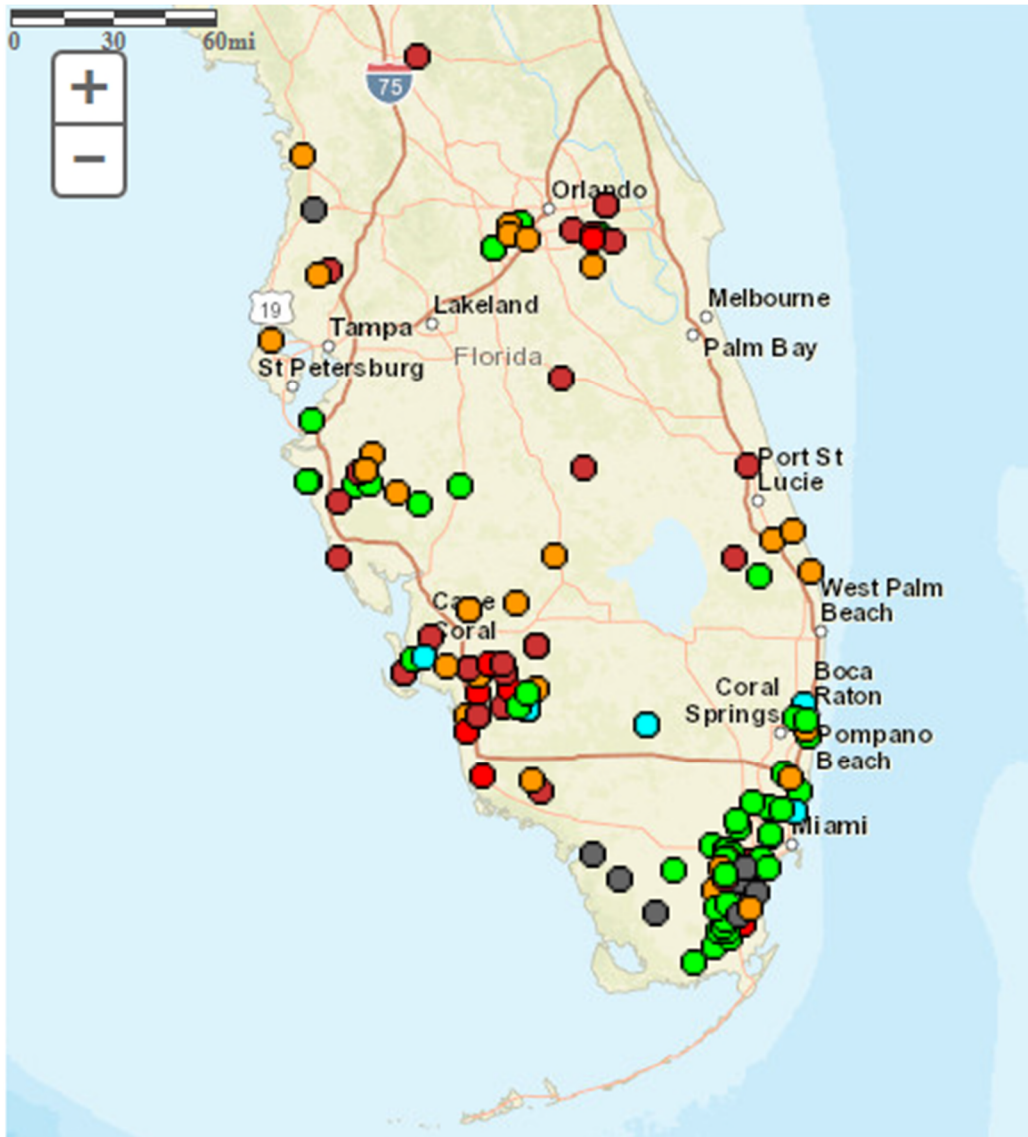 0 30 60mi
+
75
−
Orlando
19
Lakeland
Melbourne
Tampa
Florida
Palm Bay
St Petersburg
Port St
Lucie
West Palm
Beach
Coral
Boca
Raton
Coral
Springs
Pompano
Beach
Miami